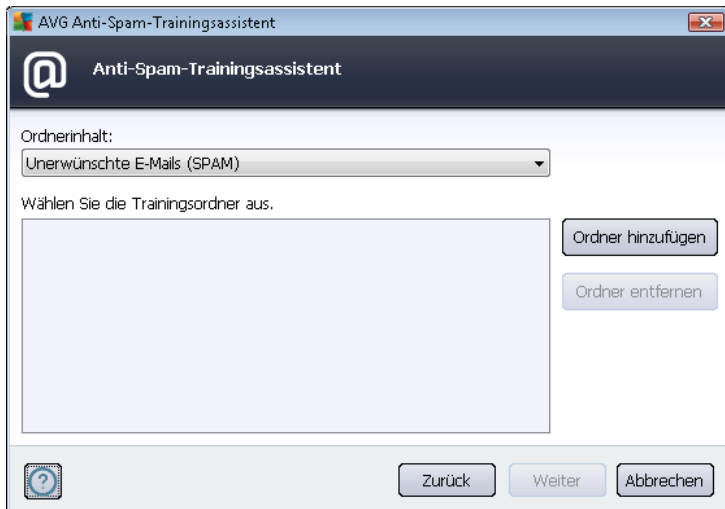 AVG Anti-Spam-Trainingsassistent
Anti-Spam-Trainingsassistent
Ordnerinhalt:
Unerwünschte E-Mails (SPAM)
Wählen Sie die Trainingsordner aus.
Ordner hinzufügen
Ordner entfernen
Zurück
Weiter
Abbrechen